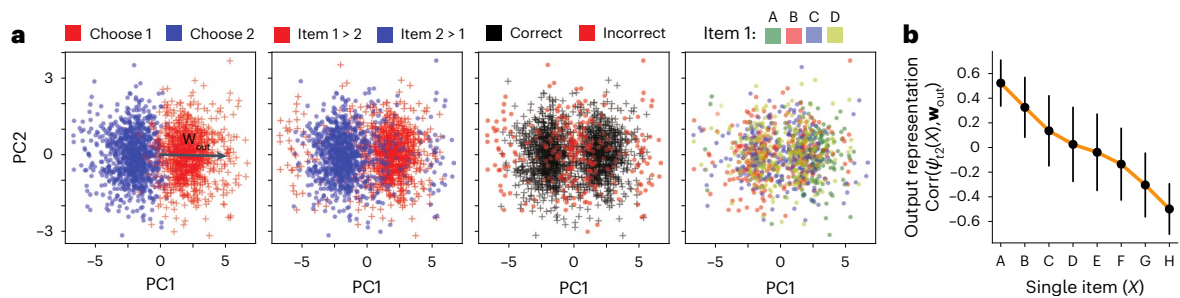 a
Choose 1 Choose 2
Item 1 > 2 Item 2 > 1
Correct Incorrect
Item 1: A B C D
PC2
3
0
−3
W out
−5 0 5
PC1
−5 0 5
PC1
−5 0 5
PC1
−5 0 5
PC1
b
Output representation
Corr(ψt2(X), wout)
0.6
0.4
0.2
0
−0.2
−0.4
−0.6
A B C D E F G H
Single item (X)